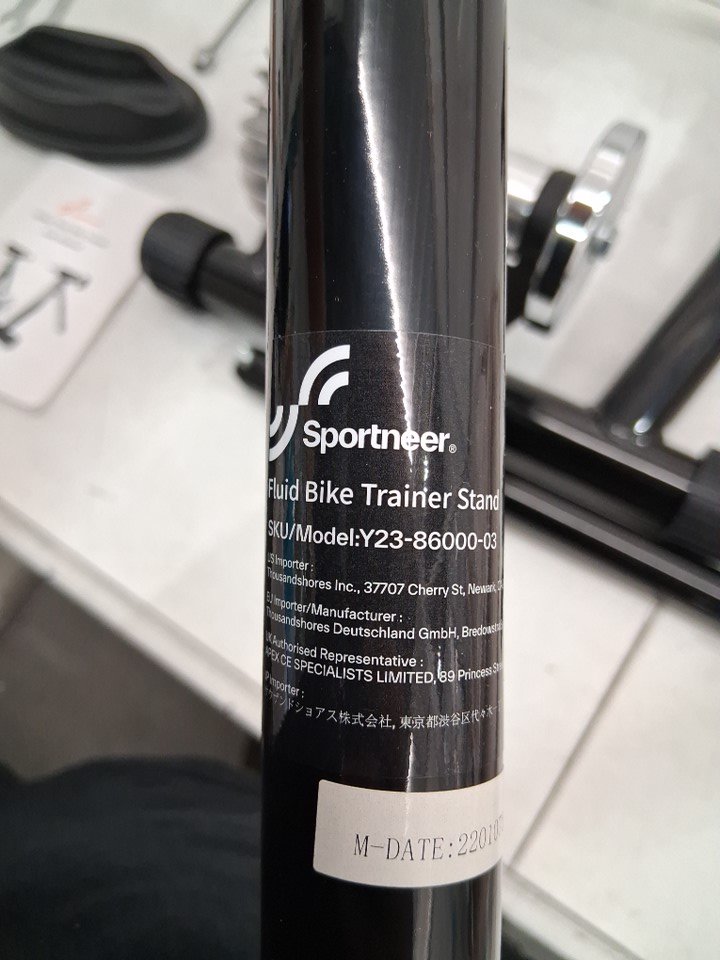 Sportneer®
Fluid Bike Trainer Stand
SKU/Model:Y23-86000-03
US Importer :
Thousandshores Inc., 37707 Cherry St, Newark,
EU Importer/Manufacturer :
Thousandshores Deutschland GmbH,
UK Authorised Representative :
APEX CE SPECIALISTS LIMITED, 89 Princess
JP Importer :
サウザンドショアス株式会社, 東京都渋谷区代々木
M-DATE:220107